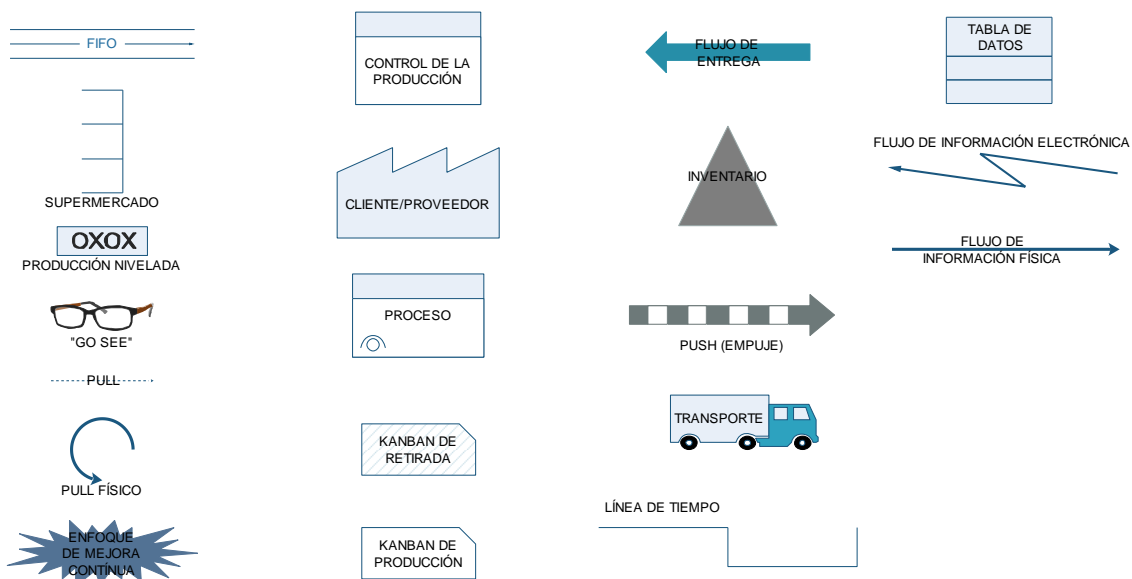 FIFO
SUPERMERCADO
OXOX
PRODUCCIÓN NIVELADA
"GO SEE"
PULL
PULL FÍSICO
ENFOQUE
DE MEJORA
CONTÍNUA
CONTROL DE LA
PRODUCCIÓN
CLIENTE/PROVEEDOR
PROCESO
KANBAN DE
RETIRADA
KANBAN DE
PRODUCCIÓN
FLUJO DE
ENTREGA
INVENTARIO
PUSH (EMPUJE)
TRANSPORTE
LÍNEA DE TIEMPO
TABLA DE
DATOS
FLUJO DE INFORMACIÓN ELECTRÓNICA
FLUJO DE
INFORMACIÓN FÍSICA